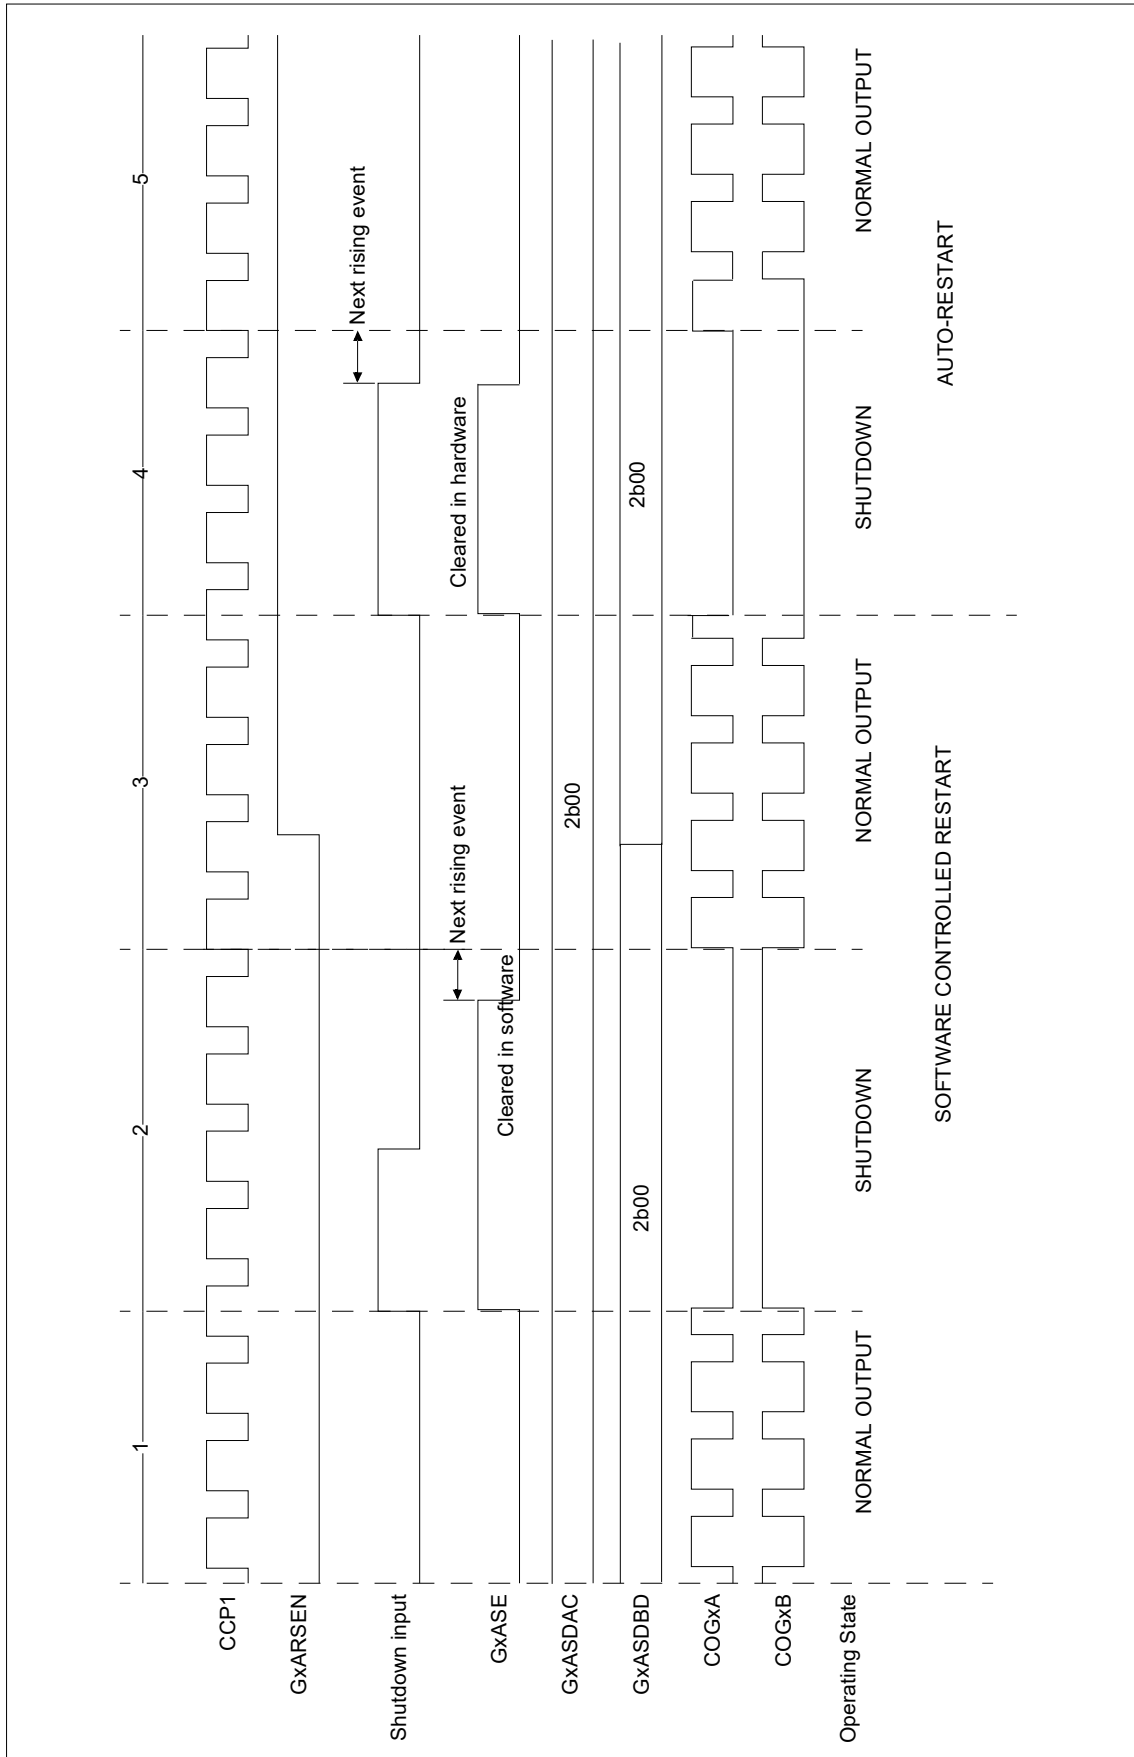 1
2
3
4
5
CCP1
GxARSEN
Next rising event
Shutdown input
Next rising event
Cleared in software
Cleared in hardware
GxASE
2b00
GxASDAC
2b00
2b00
GxASDBD
COGxA
COGxB
NORMAL OUTPUT
SHUTDOWN
NORMAL OUTPUT
SHUTDOWN
NORMAL OUTPUT
Operating State
SOFTWARE CONTROLLED RESTART
AUTO-RESTART